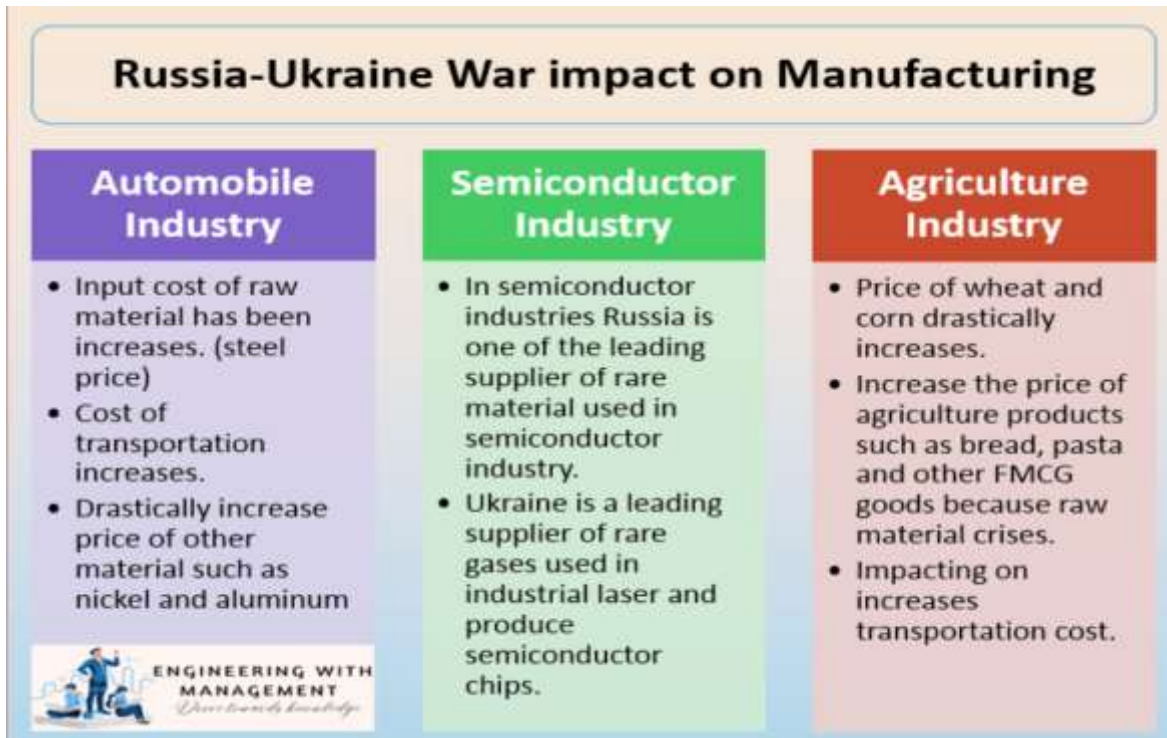 Russia-Ukraine War impact on Manufacturing
Automobile
Industry
• Input cost of raw
material has been
increases. (steel
price)
• Cost of
transportation
increases.
• Drastically increase
price of other
material such as
nickel and aluminum
Semiconductor
Industry
• In semiconductor
industries Russia is
one of the leading
supplier of rare
material used in
semiconductor
industry.
• Ukraine is a leading
supplier of rare
gases used in
industrial laser and
produce
semiconductor
chips.
Agriculture
Industry
• Price of wheat and
corn drastically
increases.
• Increase the price of
agriculture products
such as bread, pasta
and other FMCG
goods because raw
material crises.
• Impacting on
increases
transportation cost.
ENGINEERING WITH
MANAGEMENT
towards knowledge